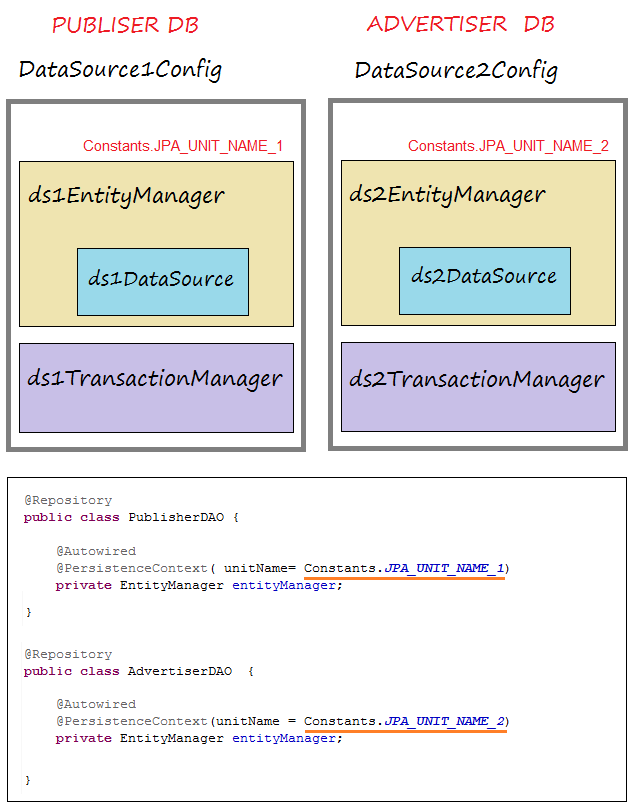 PUBLISER DB
ADVERTISER DB
DataSource1Config
DataSource2Config
Constants.JPA_UNIT_NAME_1
Constants.JPA_UNIT_NAME_2
ds1EntityManager
ds2EntityManager
ds1DataSource
ds2DataSource
ds1TransactionManager
ds2TransactionManager
@Repository
public class PublisherDAO {
@Autowired
@PersistenceContext( unitName= Constants.JPA_UNIT_NAME_1)
private EntityManager entityManager;
}
@Repository
public class AdvertiserDAO {
@Autowired
@PersistenceContext(unitName = Constants.JPA_UNIT_NAME_2)
private EntityManager entityManager;
}